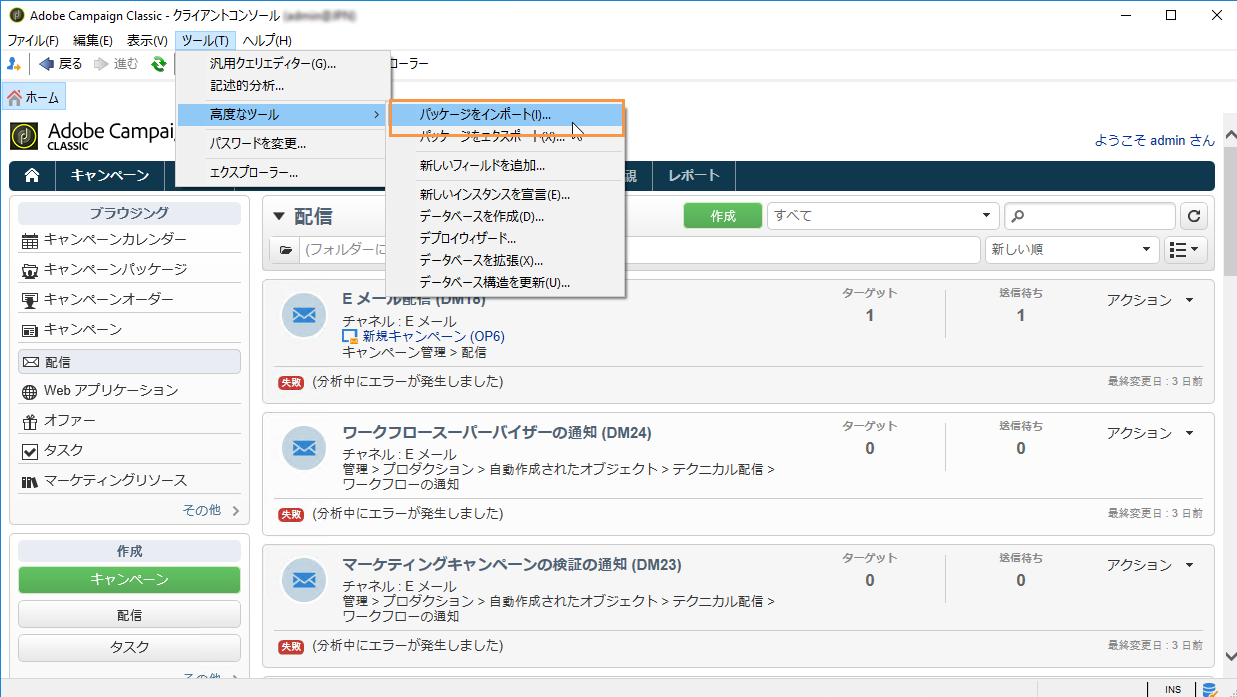 Adobe Campaign Classic - クライアントコンソール
ファイル(F) 編集(E) 表示(V) ツール(T) ヘルプ(H)
戻る 進む ローラー
汎用クエリエディター(G)...
記述的分析...
高度なツール
パスワードを変更...
エクスプローラー...
パッケージをインポート(I)...
パッケージをエクスポート(X)...
新しいフィールドを追加...
新しいインスタンスを宣言(E)...
データベースを作成(D)...
デプロイウィザード...
データベースを拡張(X)...
データベース構造を更新(U)...
ホーム
Adobe Campai
CLASSIC
ようこそ admin さん
キャンペーン 視 レポート
ブラウジング
キャンペーンカレンダー
キャンペーンパッケージ
キャンペーンオーダー
キャンペーン
配信
Web アプリケーション
オファー
タスク
マーケティングリソース
その他
作成
キャンペーン
配信
タスク
その他
配信 作成 すべて
(フォルダーに 新しい順
E メール配信 (DM18)
チャネル : E メール
新規キャンペーン (OP6)
キャンペーン管理 > 配信
ターゲット 送信待ち アクション
1 1
失敗 (分析中にエラーが発生しました) 最終変更日 : 3 日前
ワークフロースーパーバイザーの通知 (DM24)
チャネル : E メール
管理 > プロダクション > 自動作成されたオブジェクト > テクニカル配信 >
ワークフローの通知
ターゲット 送信待ち アクション
0 0
失敗 (分析中にエラーが発生しました) 最終変更日 : 3 日前
マーケティングキャンペーンの検証の通知 (DM23)
チャネル : E メール
管理 > プロダクション > 自動作成されたオブジェクト > テクニカル配信 >
ワークフローの通知
ターゲット 送信待ち アクション
0 0
失敗 (分析中にエラーが発生しました) 最終変更日 : 3 日前
INS